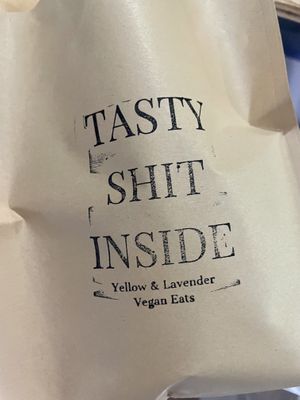 TASTY
SHIT
INSIDE
Yellow & Lavender
Vegan Eats